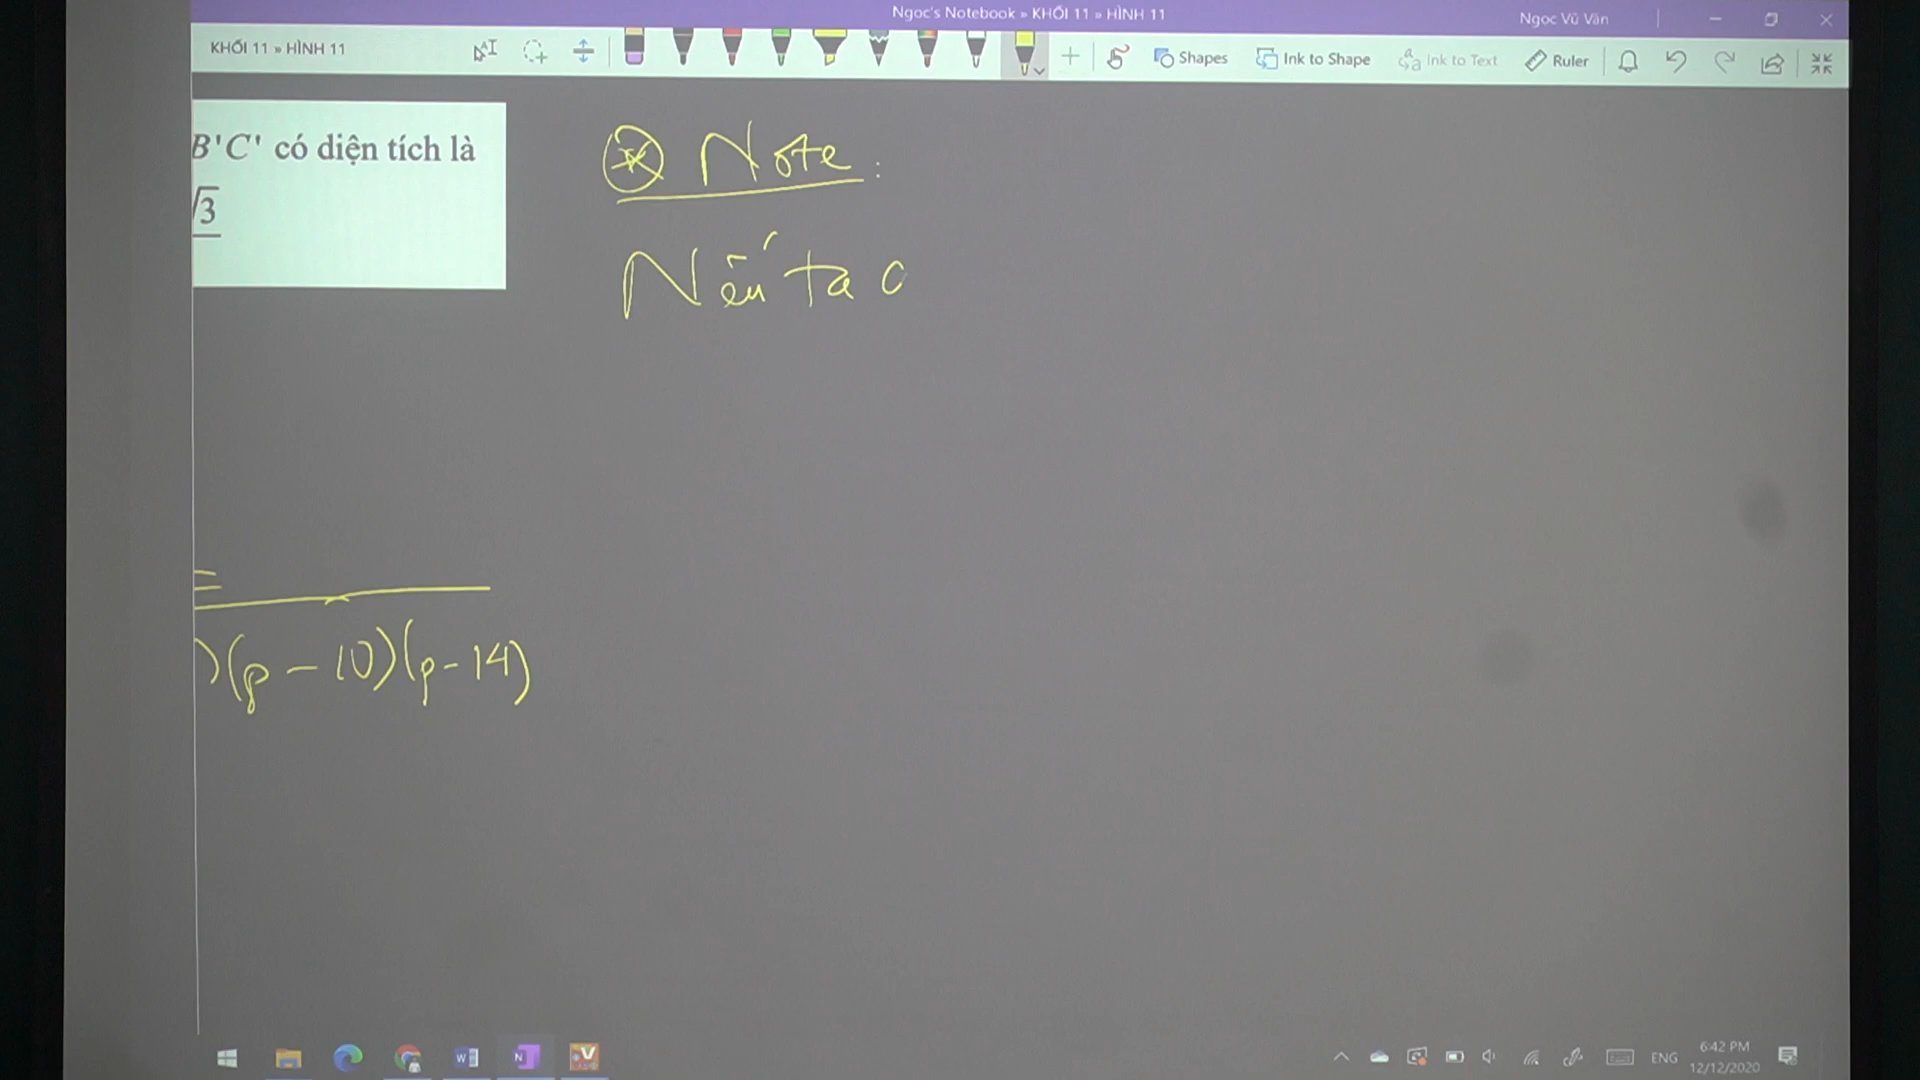 Ngoc's Notebook » KHỐI 11 » HÌNH 11
Ngoc Vũ Văn
KHỐI 11 » HÌNH 11
Shapes
Ink to Shape
Ink to Text
Ruler
B'C' có diện tích là
√3
Note:
Nếu ta c
)(p - 10)(p - 14)
ENG
6:42 PM
12/12/2020